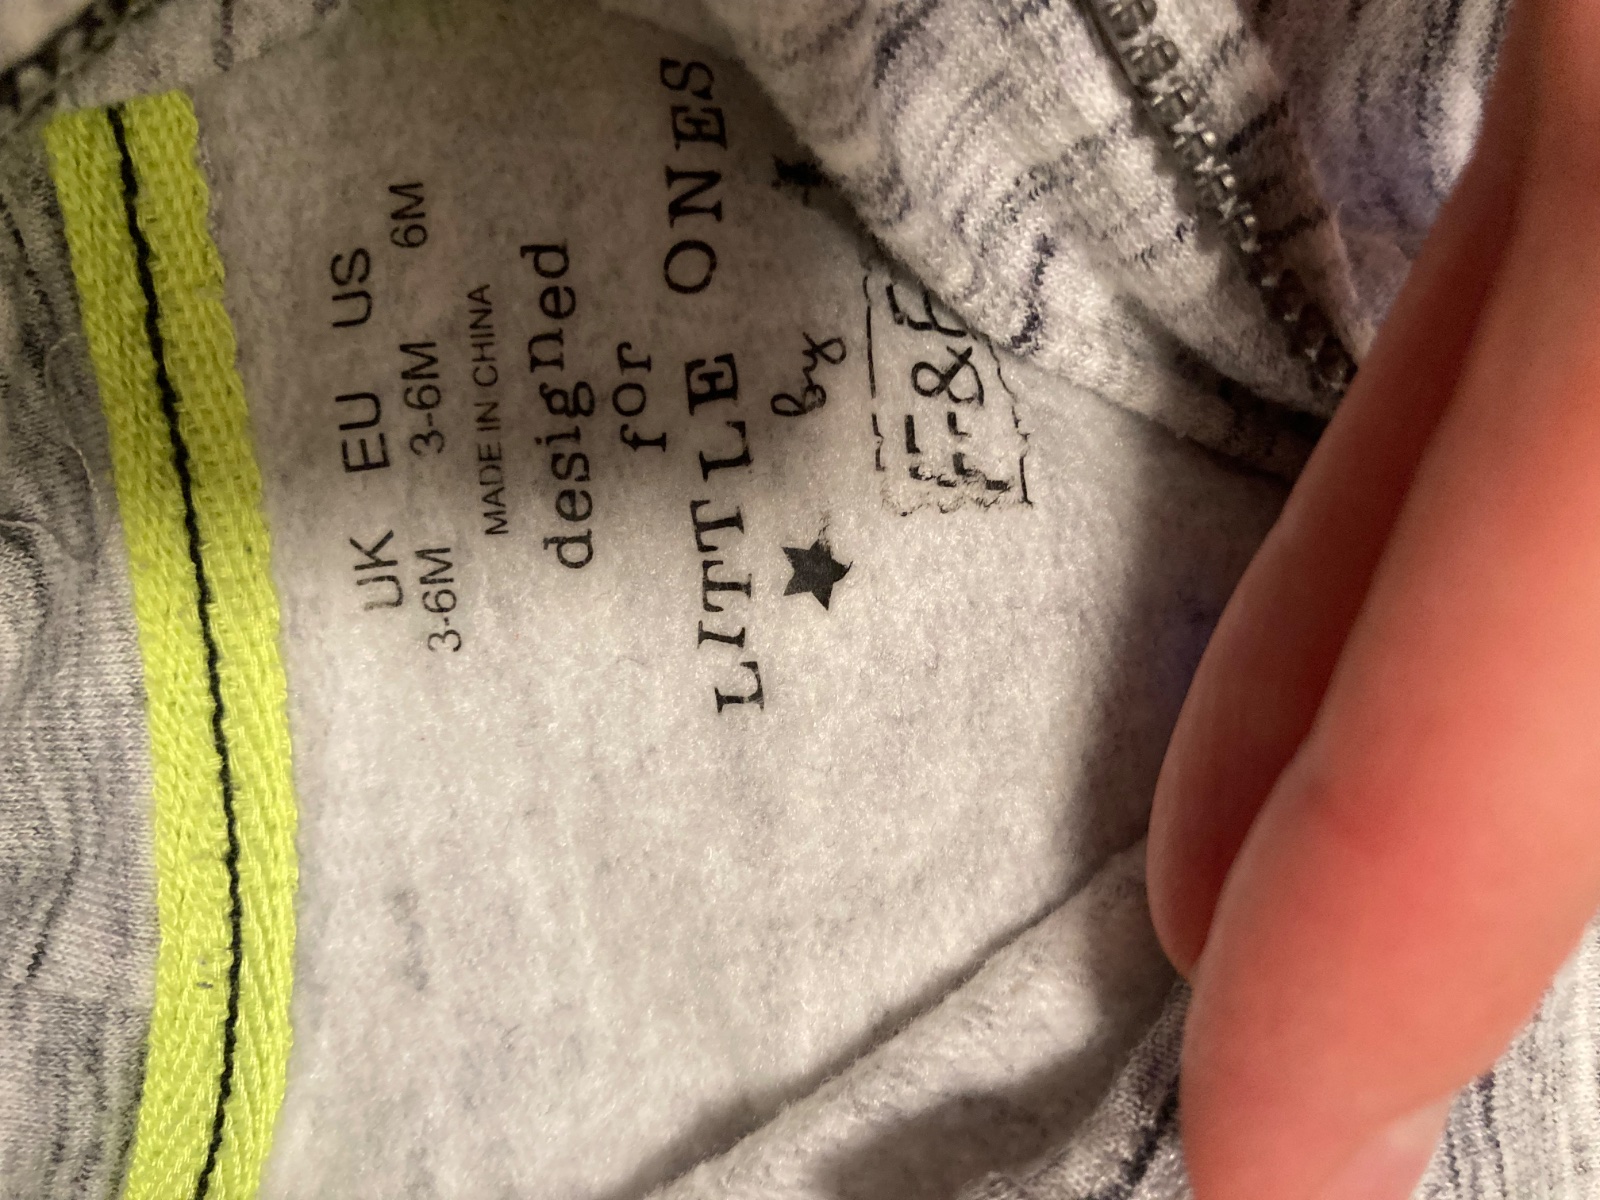 UK EU US
3-6M 3-6M 6M
MADE IN CHINA
designed
for
LITTLE ONES
by
F&F